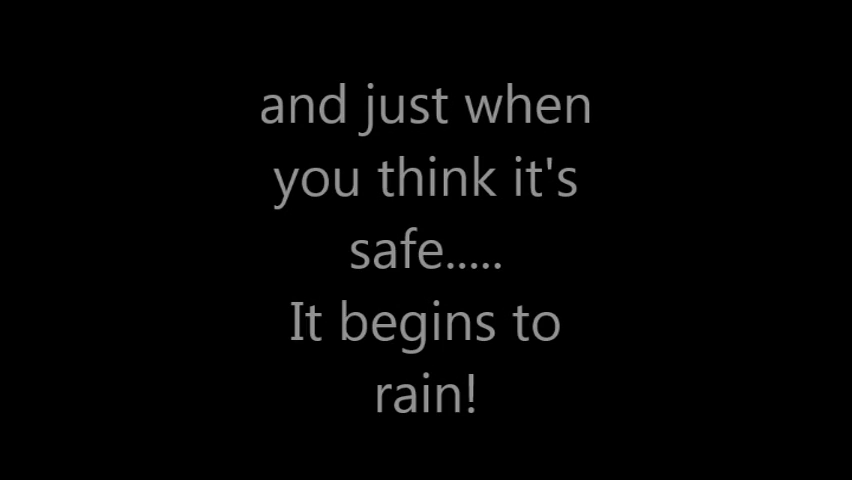 and just when
you think it's
safe.....
It begins to
rain!